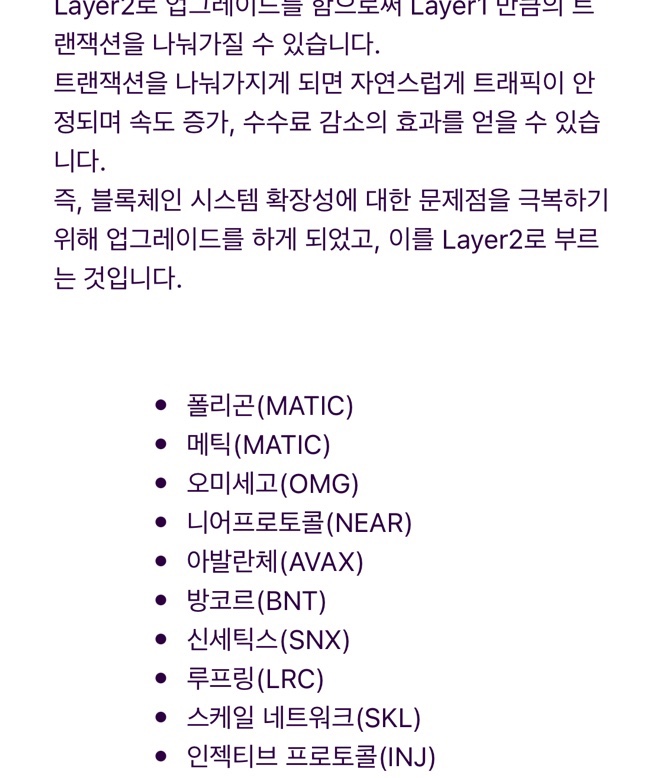 Layer2로 업그레이드를 함으로써 Layer1 만큼의 트
랜잭션을 나눠가질 수 있습니다.
트랜잭션을 나눠가지게 되면 자연스럽게 트래픽이 안
정되며 속도 증가, 수수료 감소의 효과를 얻을 수 있습
니다.
즉, 블록체인 시스템 확장성에 대한 문제점을 극복하기
위해 업그레이드를 하게 되었고, 이를 Layer2로 부르
는 것입니다.
• 폴리곤(MATIC)
• 메틱(MATIC)
• 오미세고(OMG)
• 니어프로토콜(NEAR)
• 아발란체(AVAX)
• 방코르(BNT)
• 신세틱스(SNX)
• 루프링(LRC)
• 스케일 네트워크(SKL)
• 인젝티브 프로토콜(INJ)